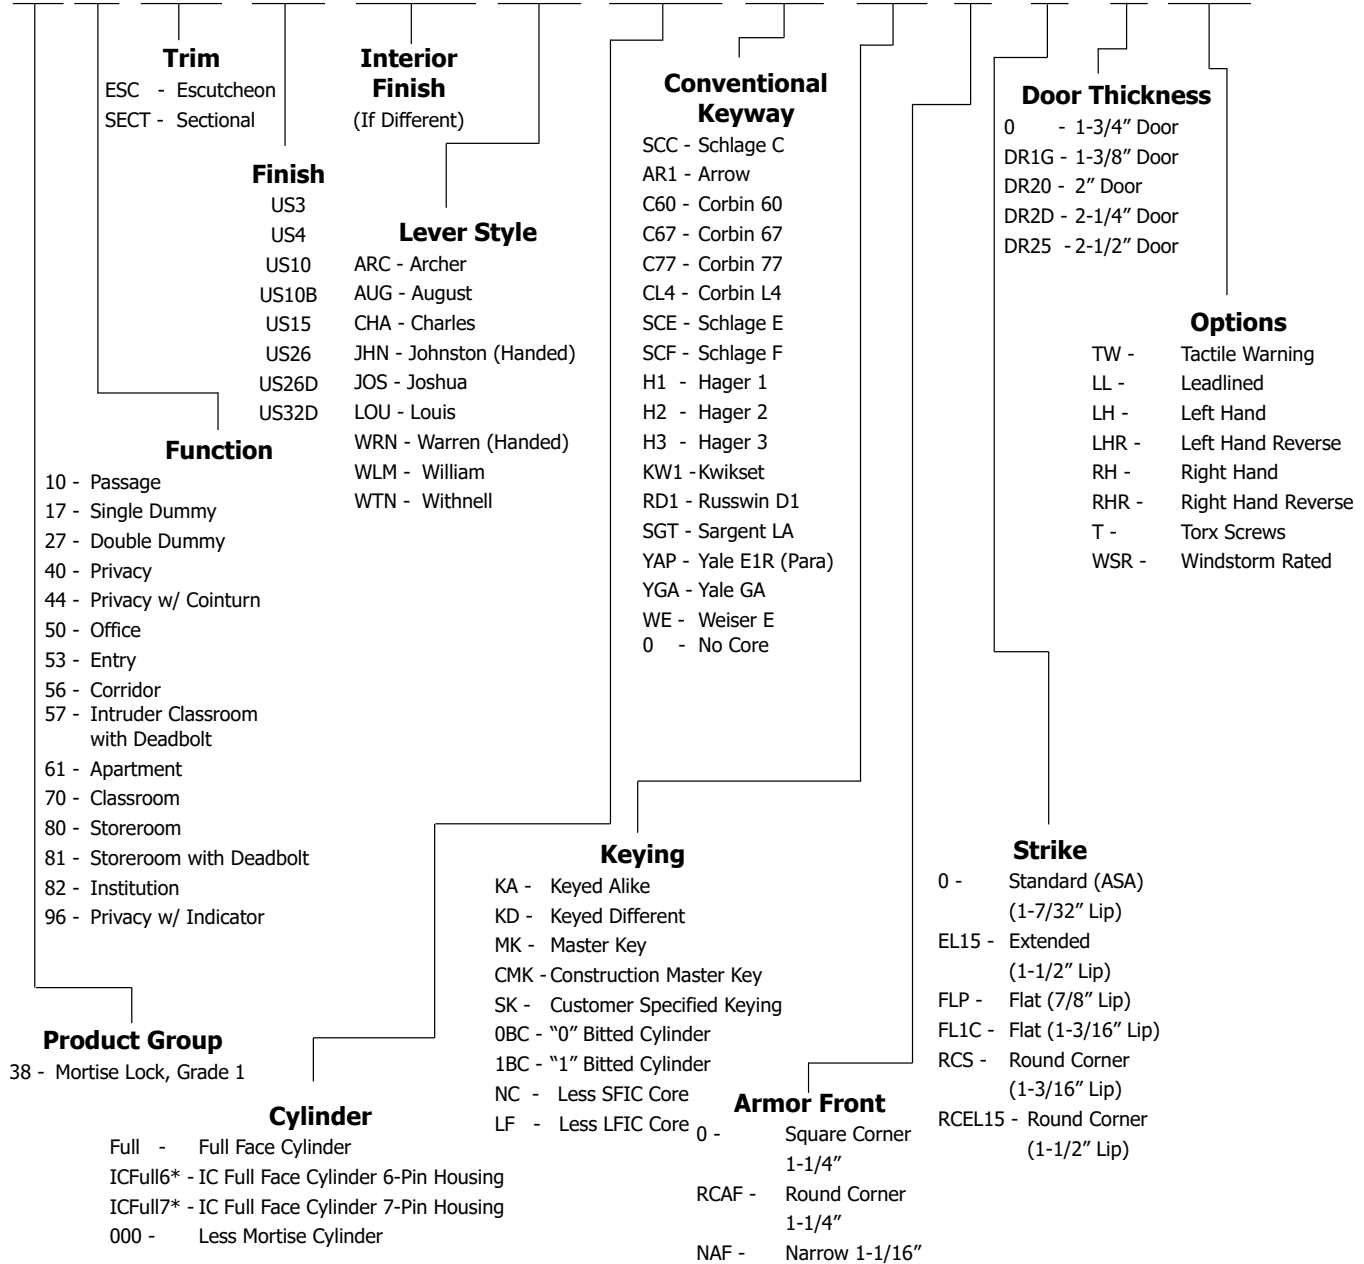 Trim
ESC - Escutcheon
SECT - Sectional
Finish
US3
US4
US10
US10B
US15
US26
US26D
US32D
Interior
Finish
(If Different)
Lever Style
ARC - Archer
AUG - August
CHA - Charles
JHN - Johnston (Handed)
JOS - Joshua
LOU - Louis
WRN - Warren (Handed)
WLM - William
WTN - Withnell
Function
10 - Passage
17 - Single Dummy
27 - Double Dummy
40 - Privacy
44 - Privacy w/ Cointurn
50 - Office
53 - Entry
56 - Corridor
57 - Intruder Classroom
with Deadbolt
61 - Apartment
70 - Classroom
80 - Storeroom
81 - Storeroom with Deadbolt
82 - Institution
96 - Privacy w/ Indicator
Product Group
38 - Mortise Lock, Grade 1
Cylinder
Full - Full Face Cylinder
ICFull6* - IC Full Face Cylinder 6-Pin Housing
ICFull7* - IC Full Face Cylinder 7-Pin Housing
000 - Less Mortise Cylinder
Conventional
Keyway
SCC - Schlage C
AR1 - Arrow
C60 - Corbin 60
C67 - Corbin 67
C77 - Corbin 77
CL4 - Corbin L4
SCE - Schlage E
SCF - Schlage F
H1 - Hager 1
H2 - Hager 2
H3 - Hager 3
KW1 - Kwikset
RD1 - Russwin D1
SGT - Sargent LA
YAP - Yale E1R (Para)
YGA - Yale GA
WE - Weiser E
0 - No Core
Keying
KA - Keyed Alike
KD - Keyed Different
MK - Master Key
CMK - Construction Master Key
SK - Customer Specified Keying
0BC - “0” Bitted Cylinder
1BC - “1” Bitted Cylinder
NC - Less SFIC Core
LF - Less LFIC Core
Armor Front
0 - Square Corner
1-1/4”
RCAF - Round Corner
1-1/4”
NAF - Narrow 1-1/16”
Door Thickness
0 - 1-3/4” Door
DR1G - 1-3/8” Door
DR20 - 2” Door
DR2D - 2-1/4” Door
DR25 - 2-1/2” Door
Options
TW - Tactile Warning
LL - Leadlined
LH - Left Hand
LHR - Left Hand Reverse
RH - Right Hand
RHR - Right Hand Reverse
T - Torx Screws
WSR - Windstorm Rated
Strike
0 - Standard (ASA)
(1-7/32” Lip)
EL15 - Extended
(1-1/2” Lip)
FLP - Flat (7/8” Lip)
FL1C - Flat (1-3/16” Lip)
RCS - Round Corner
(1-3/16” Lip)
RCEL15 - Round Corner
(1-1/2” Lip)